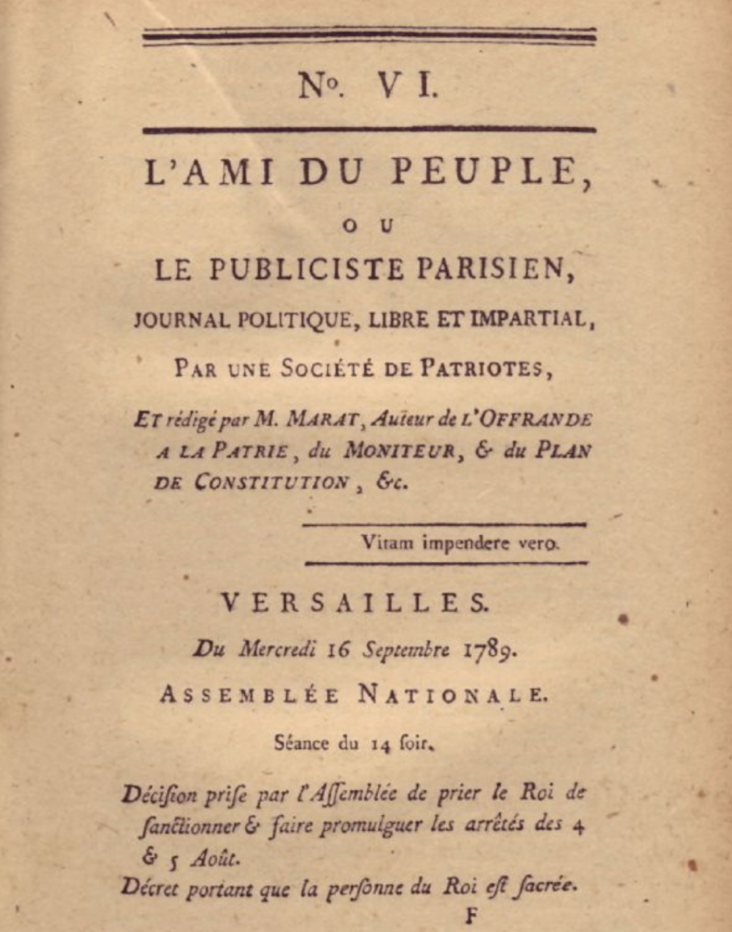 Nº. VI.
L'AMI DU PEUPLE,
OU
LE PUBLICISTE PARISIEN,
JOURNAL POLITIQUE, LIBRE ET IMPARTIAL,
PAR UNE SOCIÉTÉ DE PATRIOTES,
ET rédigé par M. MARAT, Auteur de L'OFFRANDE
A LA PATRIE, du MONITEUR, & du PLAN
DE CONSTITUTION, &c.
Vitam impendere vero.
VERSAILLES.
Du Mercredi 16 Septembre 1789.
ASSEMBLÉE NATIONALE.
Séance du 14 ſoir.
Déciſion priſe par l'Aſſemblée de prier le Roi de
ſanctionner & faire promulguer les arrêtés des 4
& 5 Août.
Décret portant que la perſonne du Roi eſt ſacrée.
F